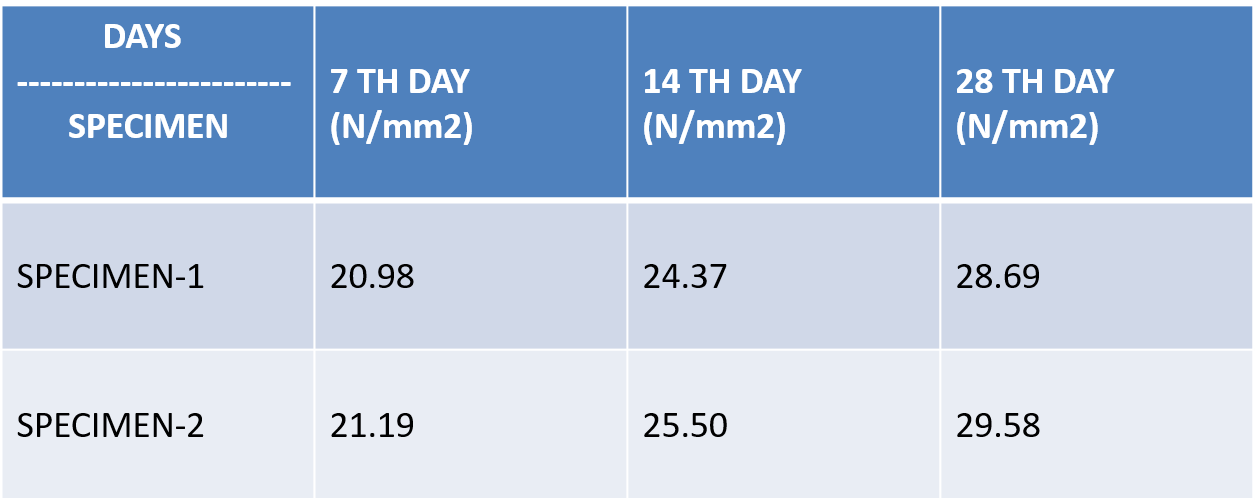 DAYS
------------------------
SPECIMEN
7 TH DAY
(N/mm2)
14 TH DAY
(N/mm2)
28 TH DAY
(N/mm2)
SPECIMEN-1 20.98 24.37 28.69
SPECIMEN-2 21.19 25.50 29.58